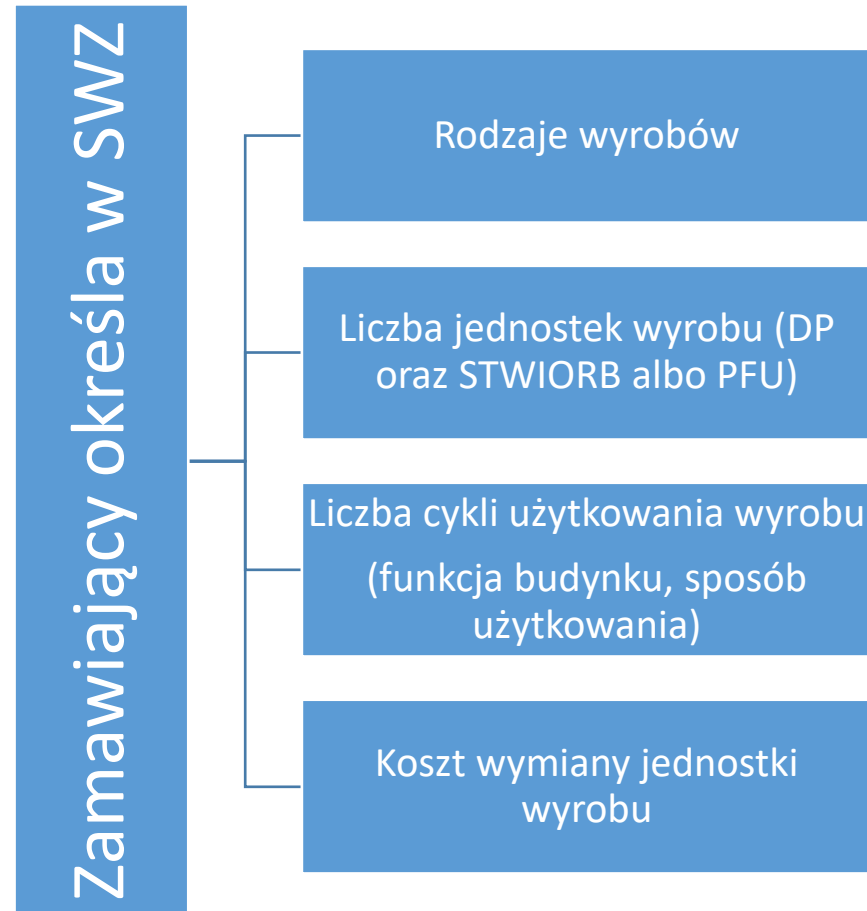 Zamawiający określa w SWZ
Rodzaje wyrobów
Liczba jednostek wyrobu (DP
oraz STWIORB albo PFU)
Liczba cykli użytkowania wyrobu
(funkcja budynku, sposób
użytkowania)
Koszt wymiany jednostki
wyrobu